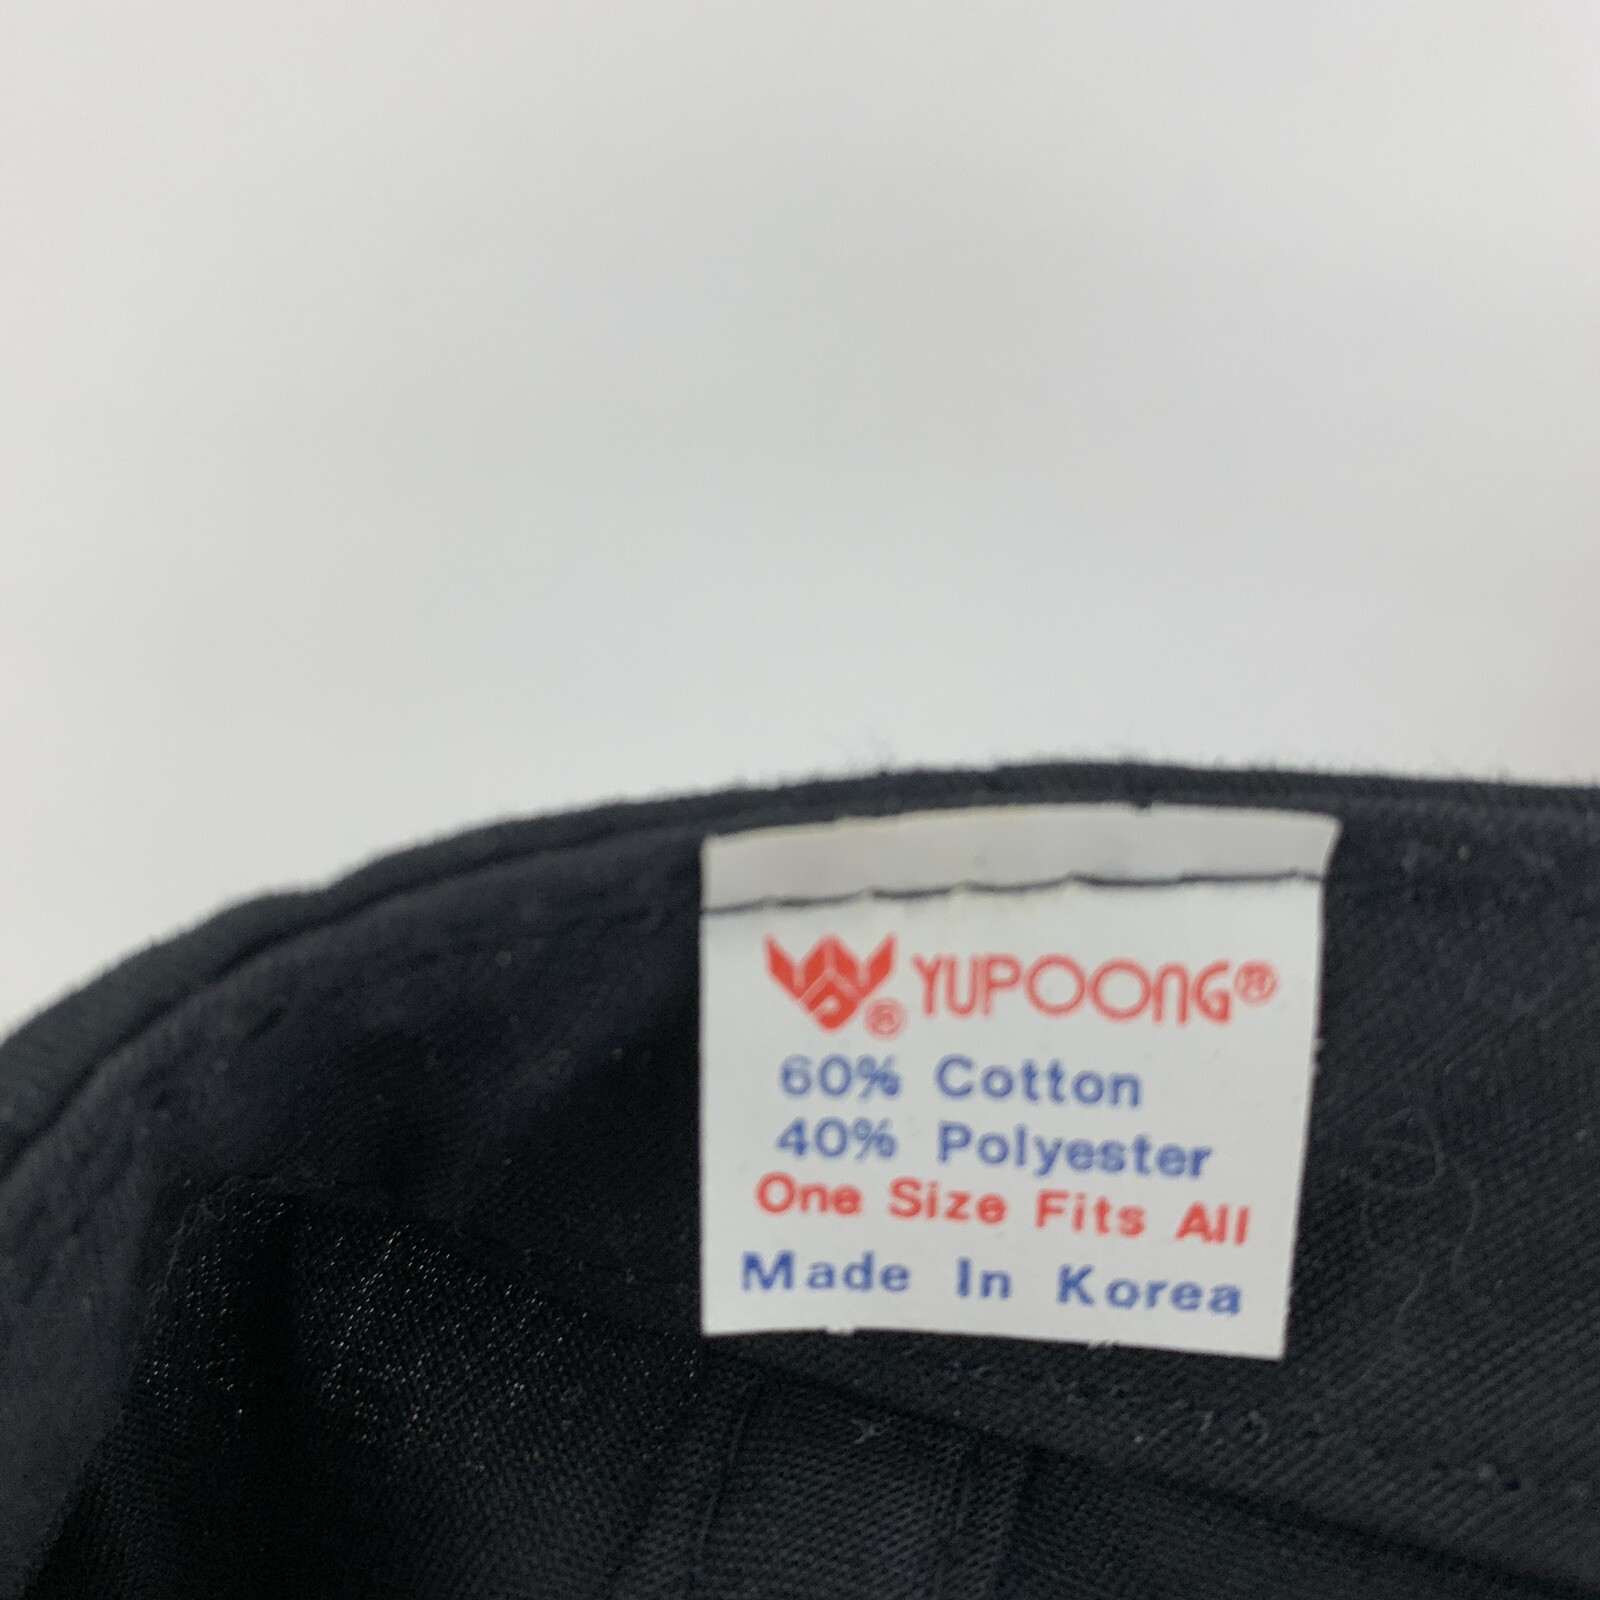 YUPOONG®
60% Cotton
40% Polyester
One Size Fits All
Made In Korea